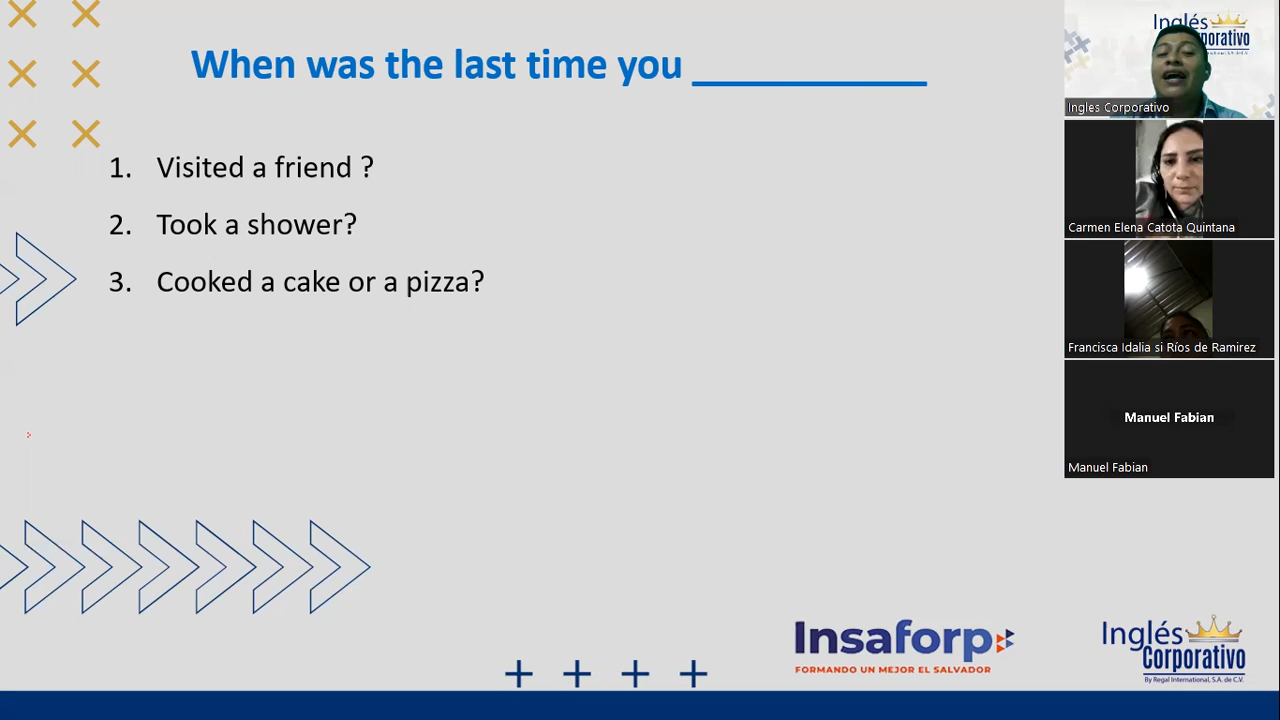 When was the last time you ____________
1. Visited a friend ?
2. Took a shower?
3. Cooked a cake or a pizza?
Inglés
Corporativo
Ingles Corporativo
Carmen Elena Catota Quintana
Francisca Idalia si Ríos de Ramirez
Manuel Fabian
Manuel Fabian
Insaforp
FORMANDO UN MEJOR EL SALVADOR
Inglés
Corporativo
By Regal International, S.A. de C.V.